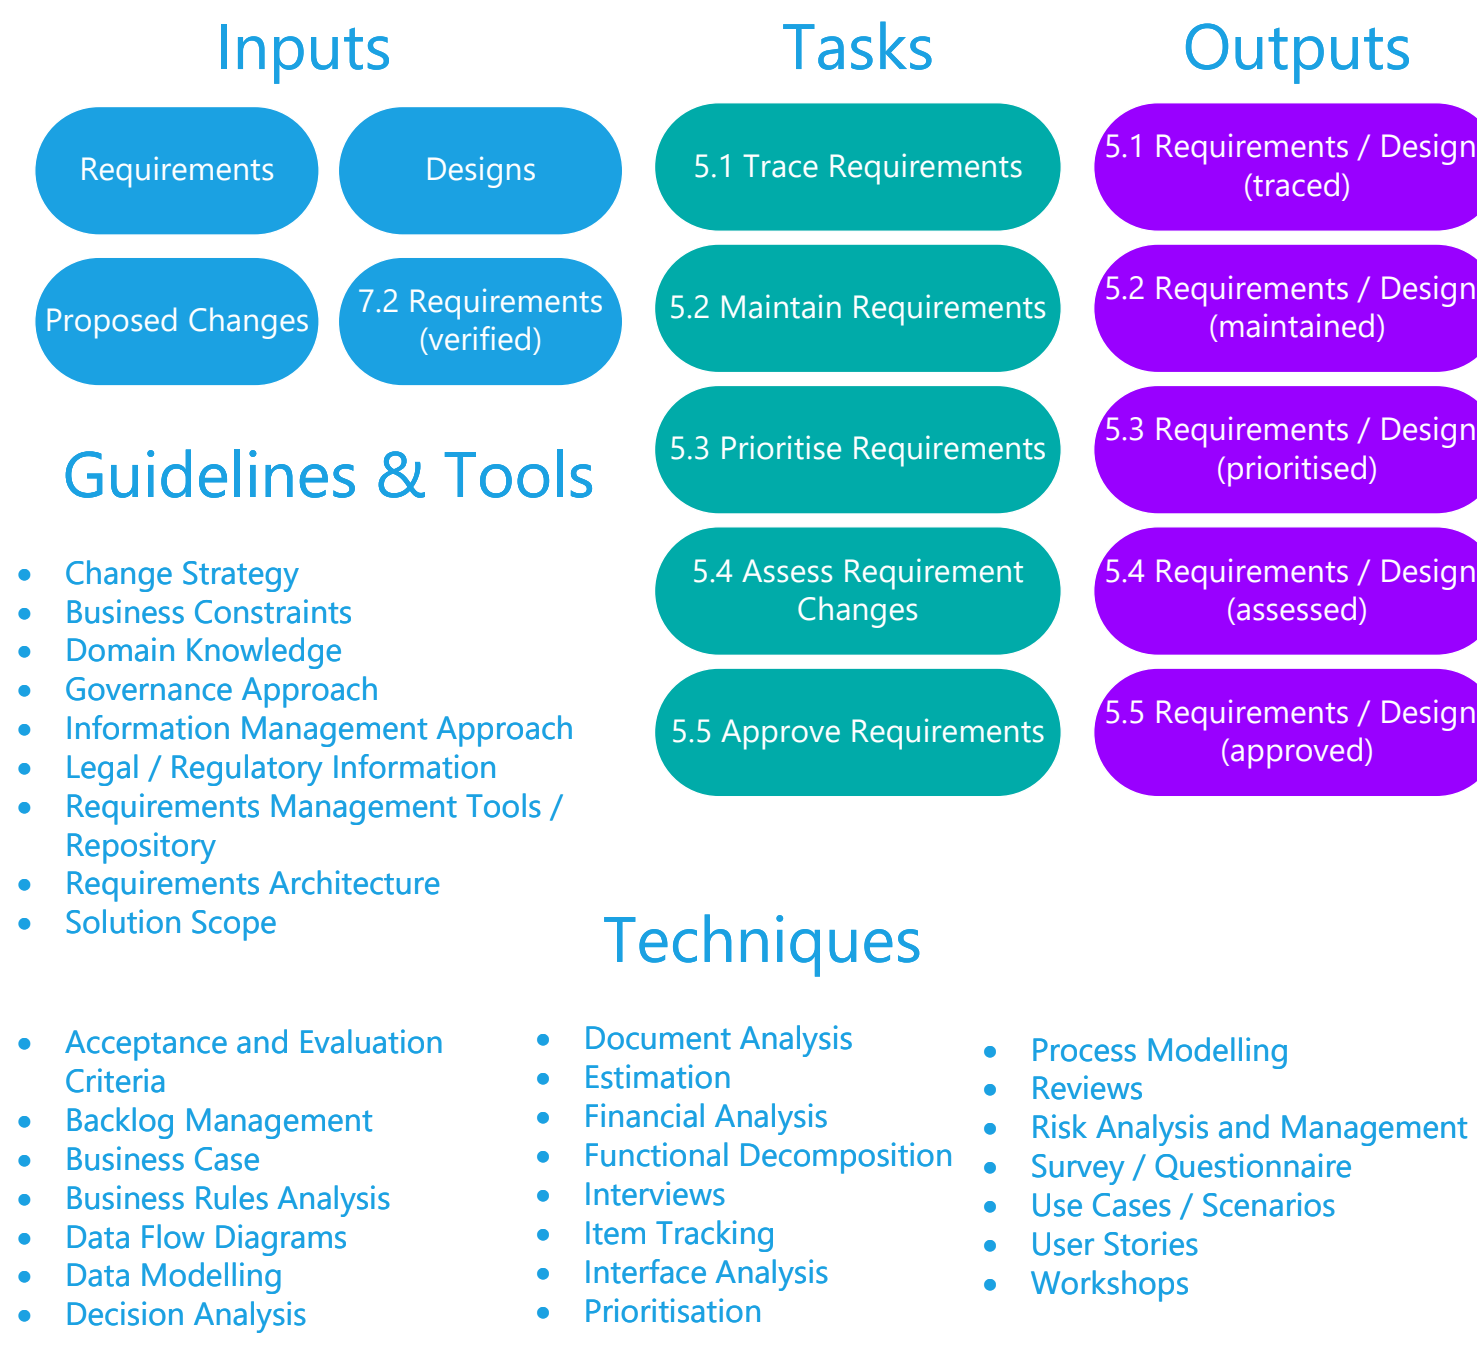 Inputs
Requirements
Designs
Proposed Changes
7.2 Requirements
(verified)
Guidelines & Tools
• Change Strategy
• Business Constraints
• Domain Knowledge
• Governance Approach
• Information Management Approach
• Legal / Regulatory Information
• Requirements Management Tools /
Repository
• Requirements Architecture
• Solution Scope
Tasks
5.1 Trace Requirements
5.2 Maintain Requirements
5.3 Prioritise Requirements
5.4 Assess Requirement
Changes
5.5 Approve Requirements
Outputs
5.1 Requirements / Design
(traced)
5.2 Requirements / Design
(maintained)
5.3 Requirements / Design
(prioritised)
5.4 Requirements / Design
(assessed)
5.5 Requirements / Design
(approved)
Techniques
• Acceptance and Evaluation
Criteria
• Backlog Management
• Business Case
• Business Rules Analysis
• Data Flow Diagrams
• Data Modelling
• Decision Analysis
• Document Analysis
• Estimation
• Financial Analysis
• Functional Decomposition
• Interviews
• Item Tracking
• Interface Analysis
• Prioritisation
• Process Modelling
• Reviews
• Risk Analysis and Management
• Survey / Questionnaire
• Use Cases / Scenarios
• User Stories
• Workshops